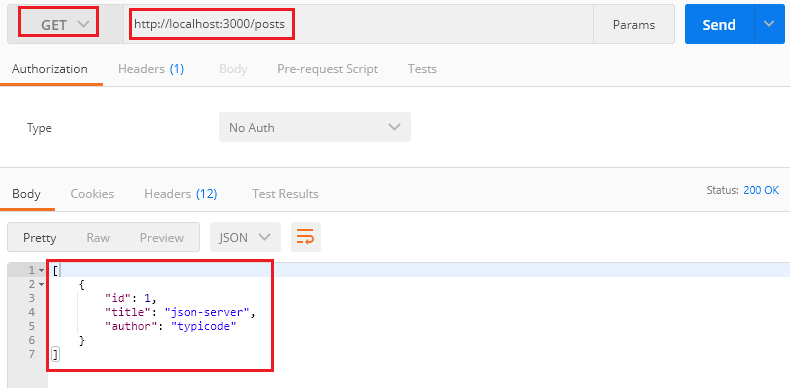 GET http://localhost:3000/posts Params Send
Authorization Headers (1) Body Pre-request Script Tests
Type No Auth
Body Cookies Headers (12) Test Results Status: 200 OK
Pretty Raw Preview JSON
1 [
2 {
3 "id": 1,
4 "title": "json-server",
5 "author": "typicode"
6 }
7 ]